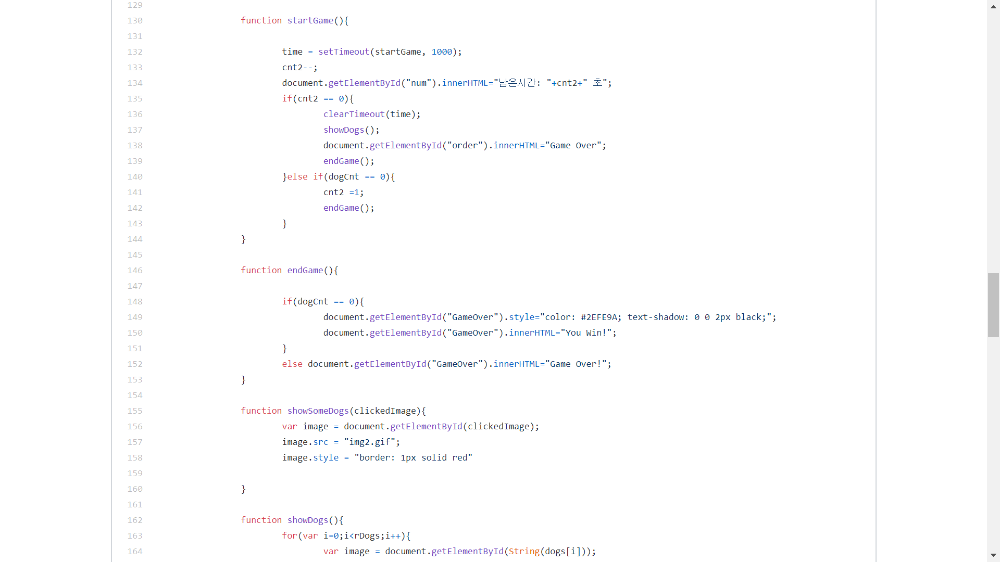 129
130 function startGame(){
131
132 time = setTimeout(startGame, 1000);
133 cnt2--;
134 document.getElementById("num").innerHTML="남은시간: "+cnt2+" 초";
135 if(cnt2 == 0){
136 clearTimeout(time);
137 showDogs();
138 document.getElementById("order").innerHTML="Game Over";
139 endGame();
140 }else if(dogCnt == 0){
141 cnt2 =1;
142 endGame();
143 }
144 }
145
146 function endGame(){
147
148 if(dogCnt == 0){
149 document.getElementById("GameOver").style="color: #2EFE9A; text-shadow: 0 0 2px black;";
150 document.getElementById("GameOver").innerHTML="You Win!";
151 }
152 else document.getElementById("GameOver").innerHTML="Game Over!";
153 }
154
155 function showSomeDogs(clickedImage){
156 var image = document.getElementById(clickedImage);
157 image.src = "img2.gif";
158 image.style = "border: 1px solid red"
159
160 }
161
162 function showDogs(){
163 for(var i=0;i<rDogs;i++){
164 var image = document.getElementById(String(dogs[i]));